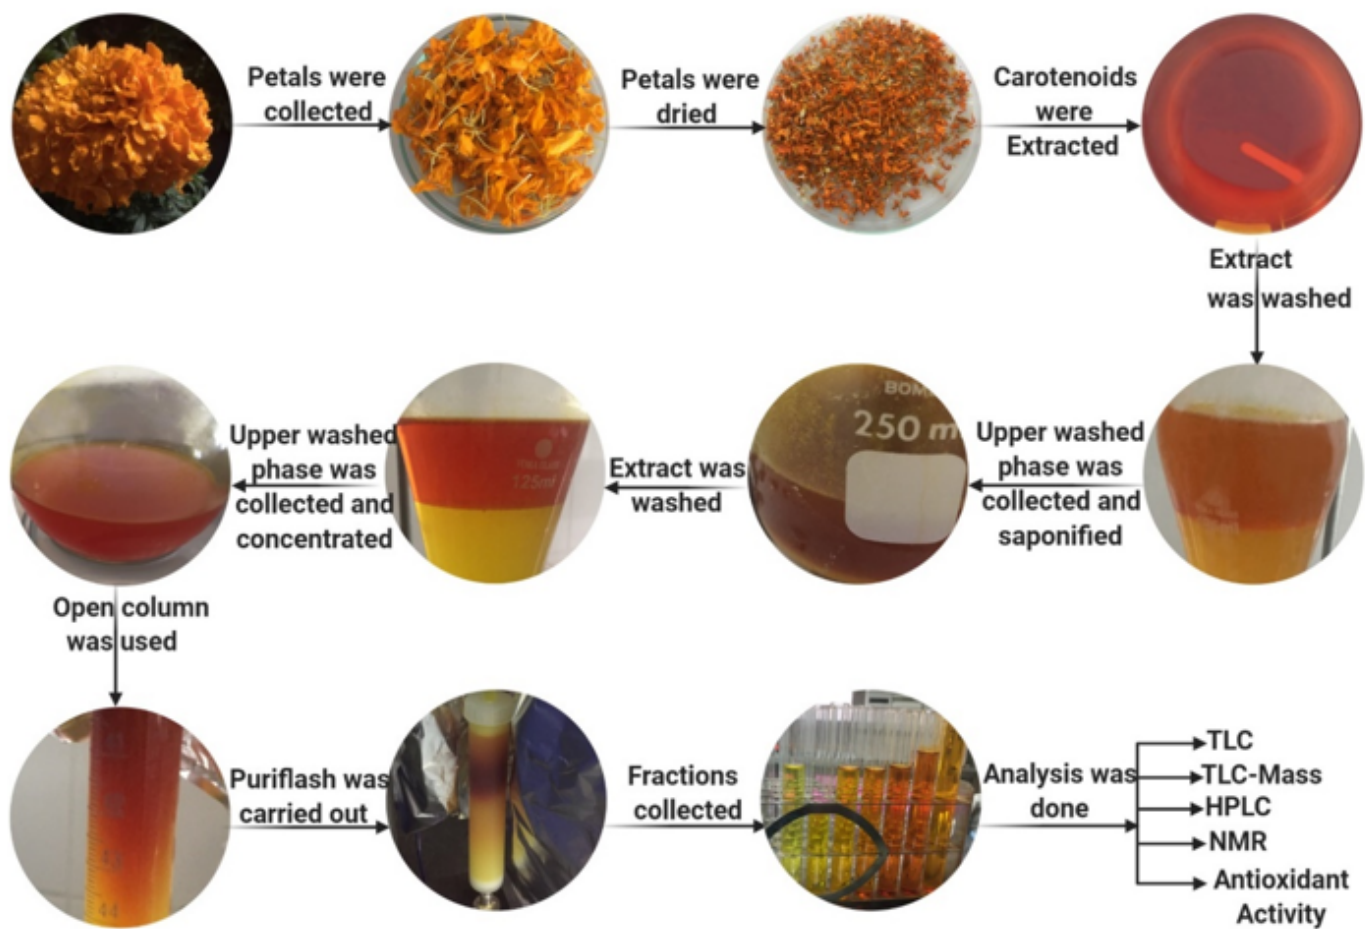 Petals were
collected
Petals were
dried
Carotenoids
were
Extracted
Extract
was washed
Upper washed
phase was
collected and
saponified
250 m
Extract was
washed
125ml
Upper washed
phase was
collected and
concentrated
Open column
was used
Puriflash was
carried out
Fractions
collected
Analysis was
done
TLC
TLC-Mass
HPLC
NMR
Antioxidant
Activity
43
44